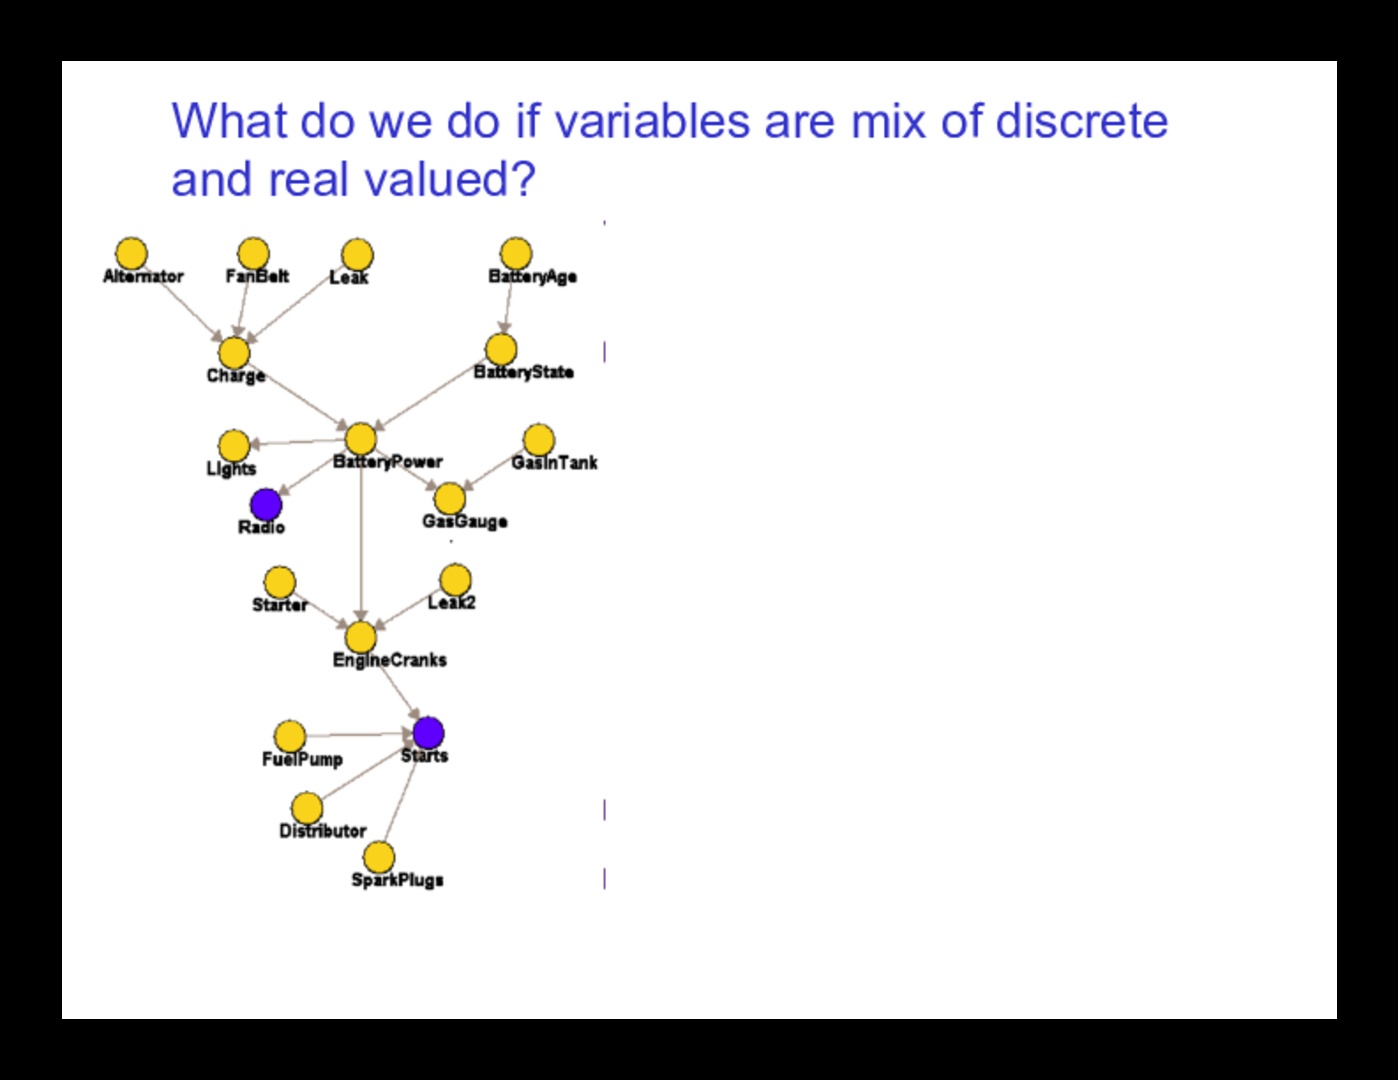 What do we do if variables are mix of discrete
and real valued?
Alternator FanBelt Leak BatteryAge
Charge BatteryState
Lights BatteryPower GasInTank
Radio GasGauge
Starter Leak2
EngineCranks
FuelPump Starts
Distributor
SparkPlugs